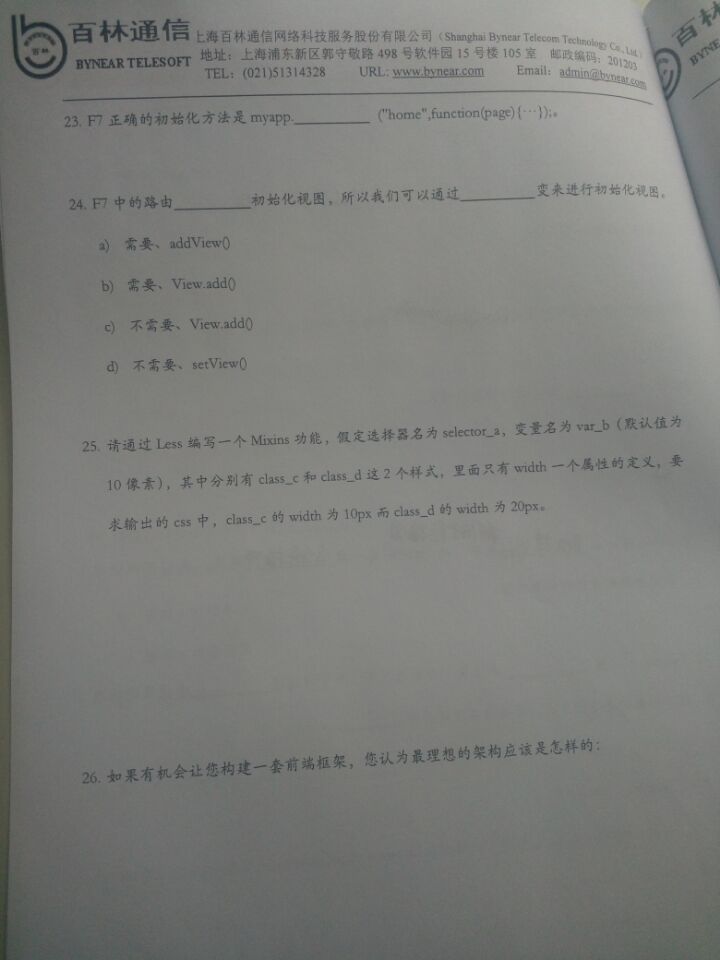 百林通信 上海百林通信网络科技服务股份有限公司（Shanghai Bynear Telecom Technology Co., Ltd.）
百林
BYNEAR TELESOFT 地址：上海浦东新区郭守敬路 498 号软件园 15 号楼 105 室 邮政编码：201203
TEL：(021)51314328 URL: www.bynear.com Email：admin@bynear.com
23. F7 正确的初始化方法是 myapp.__________ ("home",function(page){…});。
24. F7 中的路由__________初始化视图，所以我们可以通过__________变来进行初始化视图。
a) 需要、addView()
b) 需要、View.add()
c) 不需要、View.add()
d) 不需要、setView()
25. 请通过 Less 编写一个 Mixins 功能，假定选择器名为 selector_a，变量名为 var_b（默认值为
10 像素），其中分别有 class_c 和 class_d 这 2 个样式，里面只有 width 一个属性的定义，要
求输出的 css 中，class_c 的 width 为 10px 而 class_d 的 width 为 20px。
26. 如果有机会让您构建一套前端框架，您认为最理想的架构应该是怎样的：